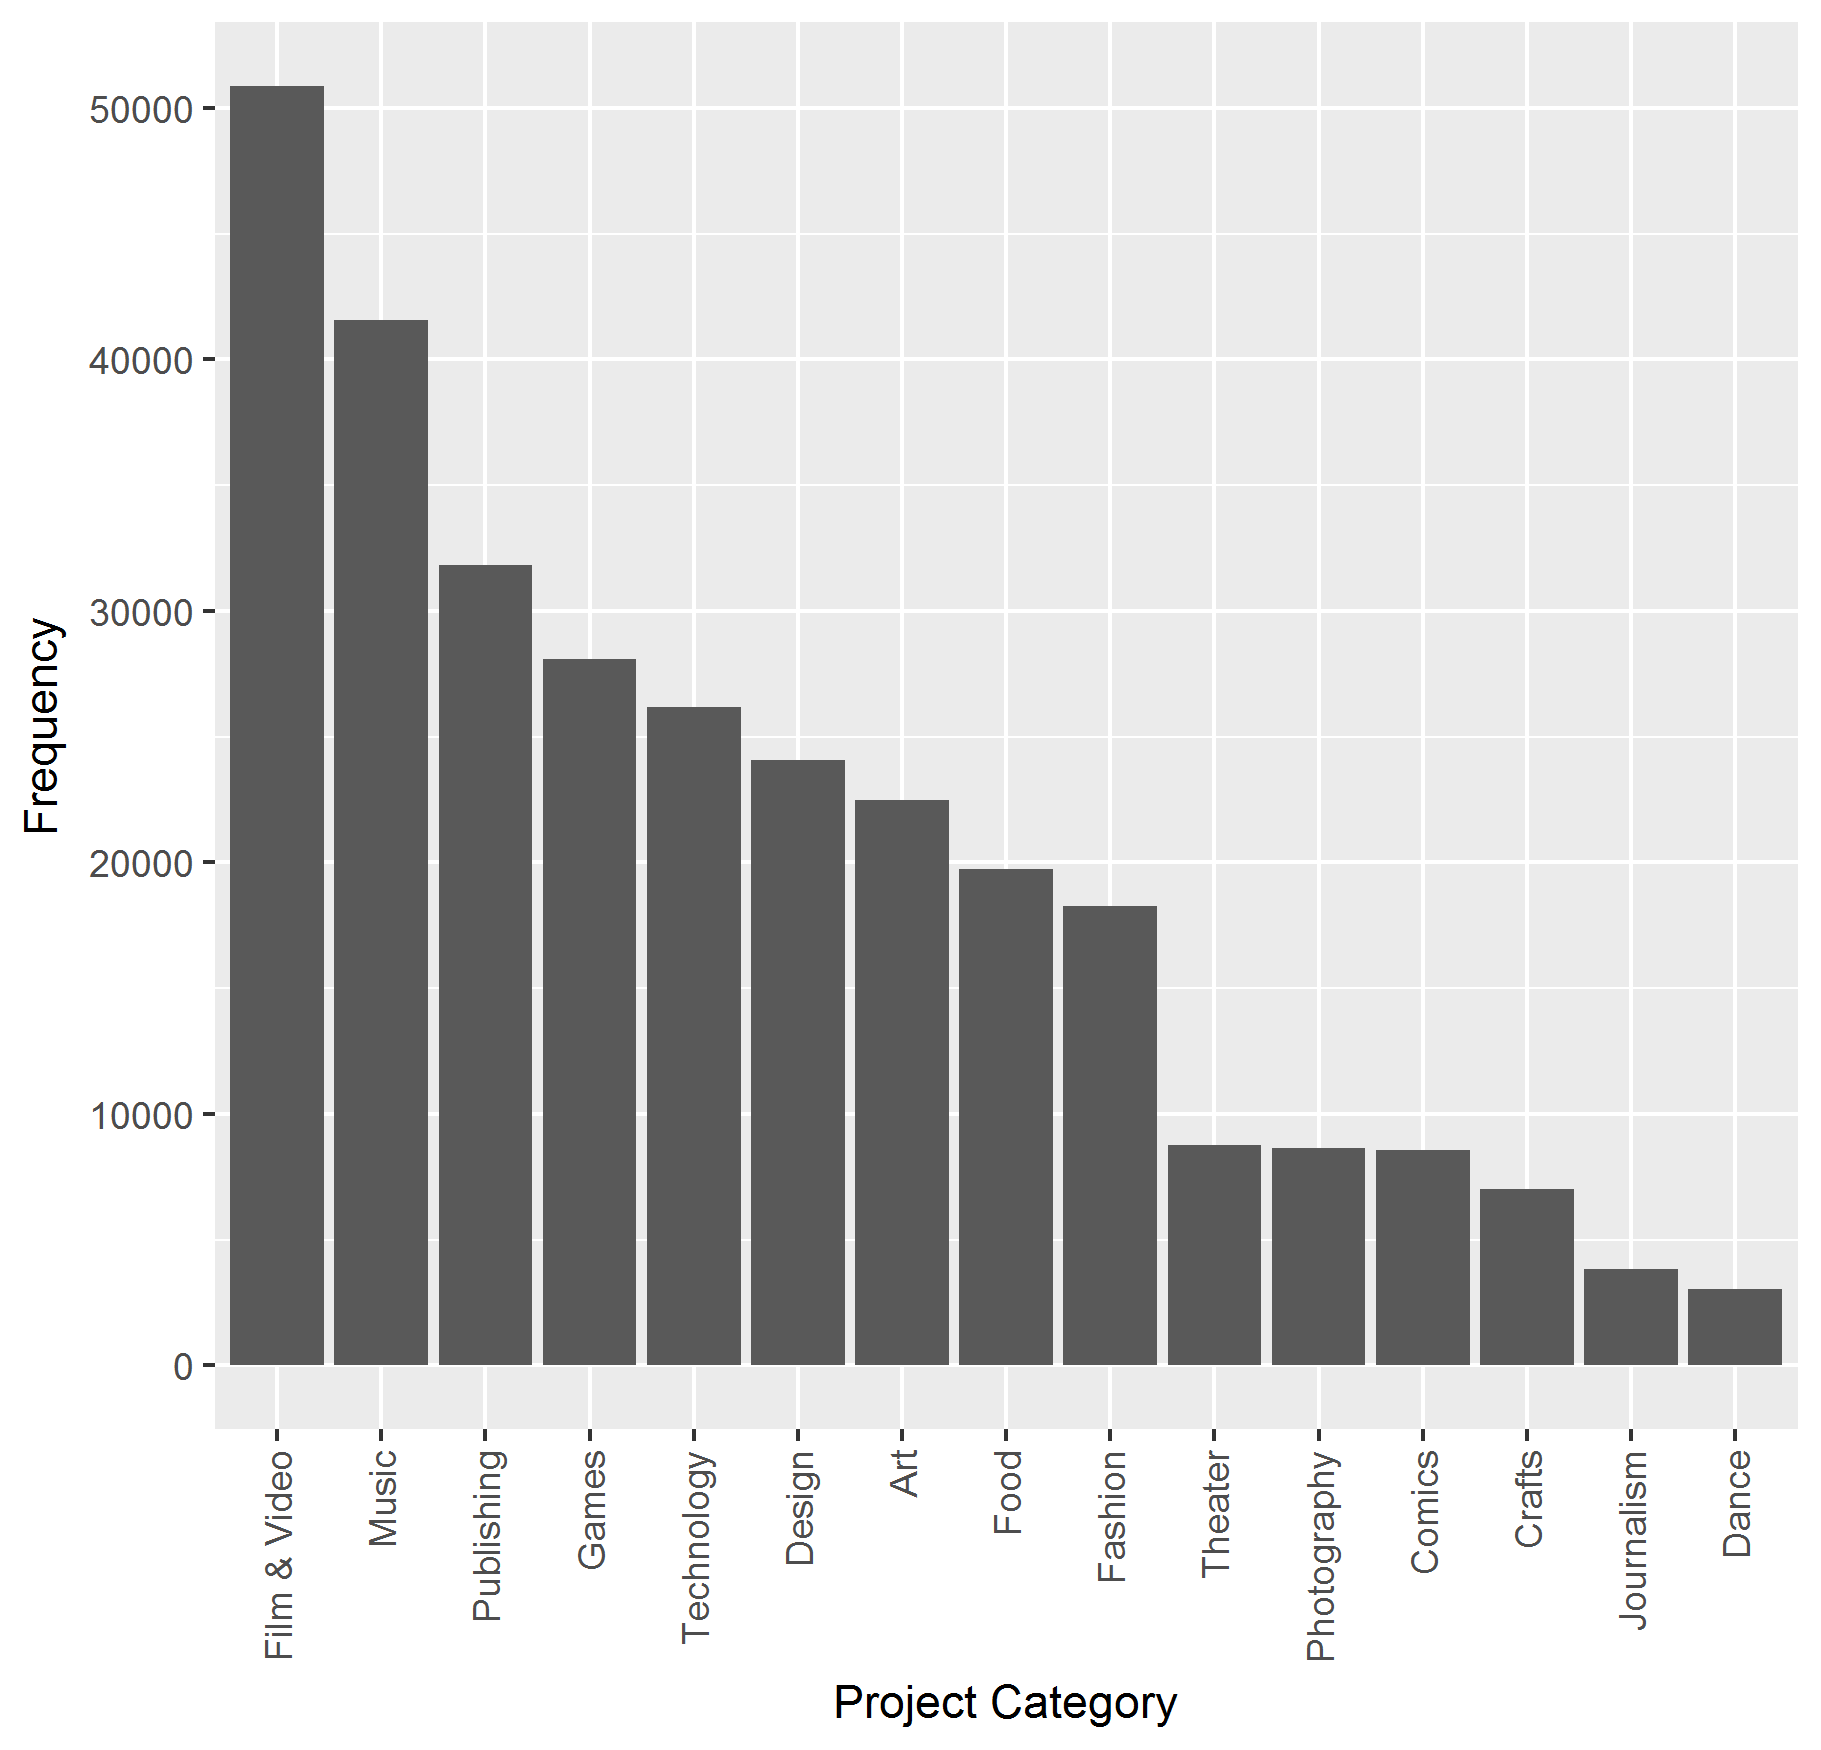 Frequency
50000
40000
30000
20000
10000
0
Film & Video
Music
Publishing
Games
Technology
Design
Art
Food
Fashion
Theater
Photography
Comics
Crafts
Journalism
Dance
Project Category